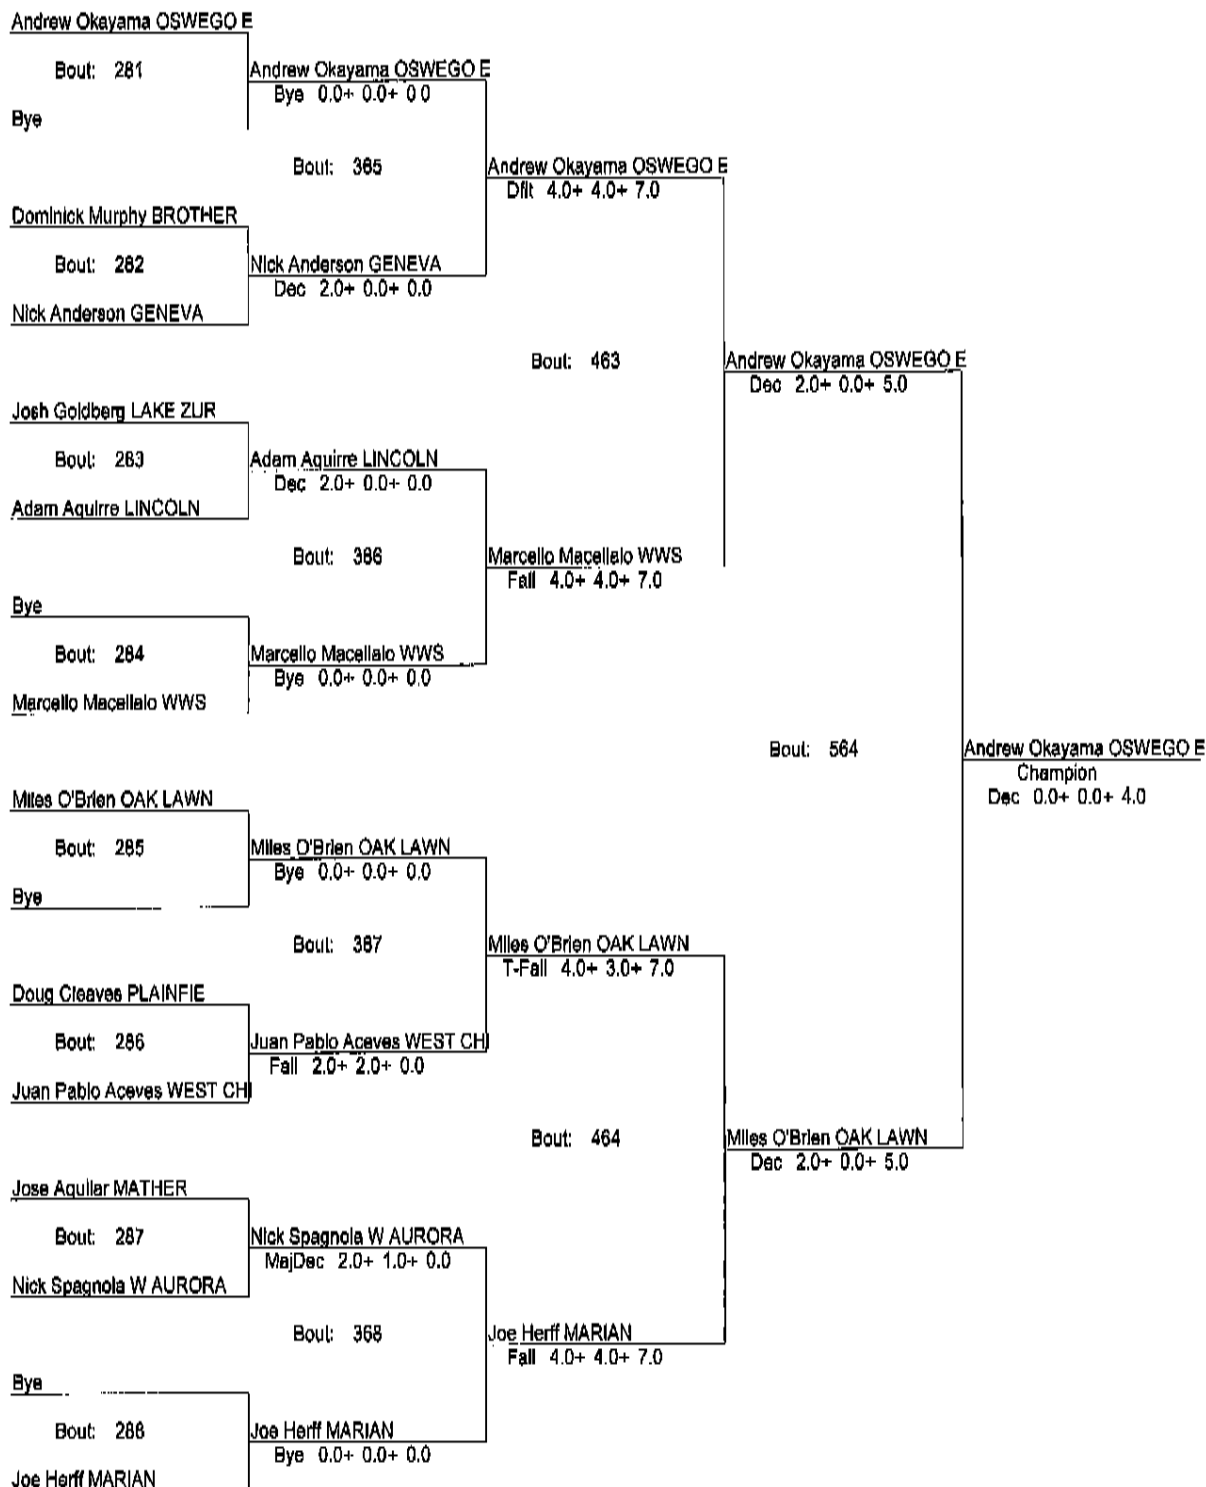 Andrew Okayama OSWEGO E
Bout: 281
Andrew Okayama OSWEGO E
Bye 0.0+ 0.0+ 0.0
Bye
Bout: 365
Andrew Okayama OSWEGO E
Dflt 4.0+ 4.0+ 7.0
Dominick Murphy BROTHER
Bout: 282
Nick Anderson GENEVA
Dec 2.0+ 0.0+ 0.0
Nick Anderson GENEVA
Bout: 463
Andrew Okayama OSWEGO E
Dec 2.0+ 0.0+ 5.0
Josh Goldberg LAKE ZUR
Bout: 283
Adam Aquirre LINCOLN
Dec 2.0+ 0.0+ 0.0
Adam Aquirre LINCOLN
Bout: 366
Marcello Macellalo WWS
Fall 4.0+ 4.0+ 7.0
Bye
Bout: 284
Marcello Macellalo WWS
Bye 0.0+ 0.0+ 0.0
Marcello Macellalo WWS
Bout: 564
Andrew Okayama OSWEGO E
Champion
Dec 0.0+ 0.0+ 4.0
Miles O'Brien OAK LAWN
Bout: 285
Miles O'Brien OAK LAWN
Bye 0.0+ 0.0+ 0.0
Bye
Bout: 367
Miles O'Brien OAK LAWN
T-Fall 4.0+ 3.0+ 7.0
Doug Cleaves PLAINFIE
Bout: 286
Juan Pablo Aceves WEST CHI
Fall 2.0+ 2.0+ 0.0
Juan Pablo Aceves WEST CHI
Bout: 464
Miles O'Brien OAK LAWN
Dec 2.0+ 0.0+ 5.0
Jose Aquilar MATHER
Bout: 287
Nick Spagnola W AURORA
MajDec 2.0+ 1.0+ 0.0
Nick Spagnola W AURORA
Bout: 368
Joe Herff MARIAN
Fall 4.0+ 4.0+ 7.0
Bye
Bout: 288
Joe Herff MARIAN
Bye 0.0+ 0.0+ 0.0
Joe Herff MARIAN